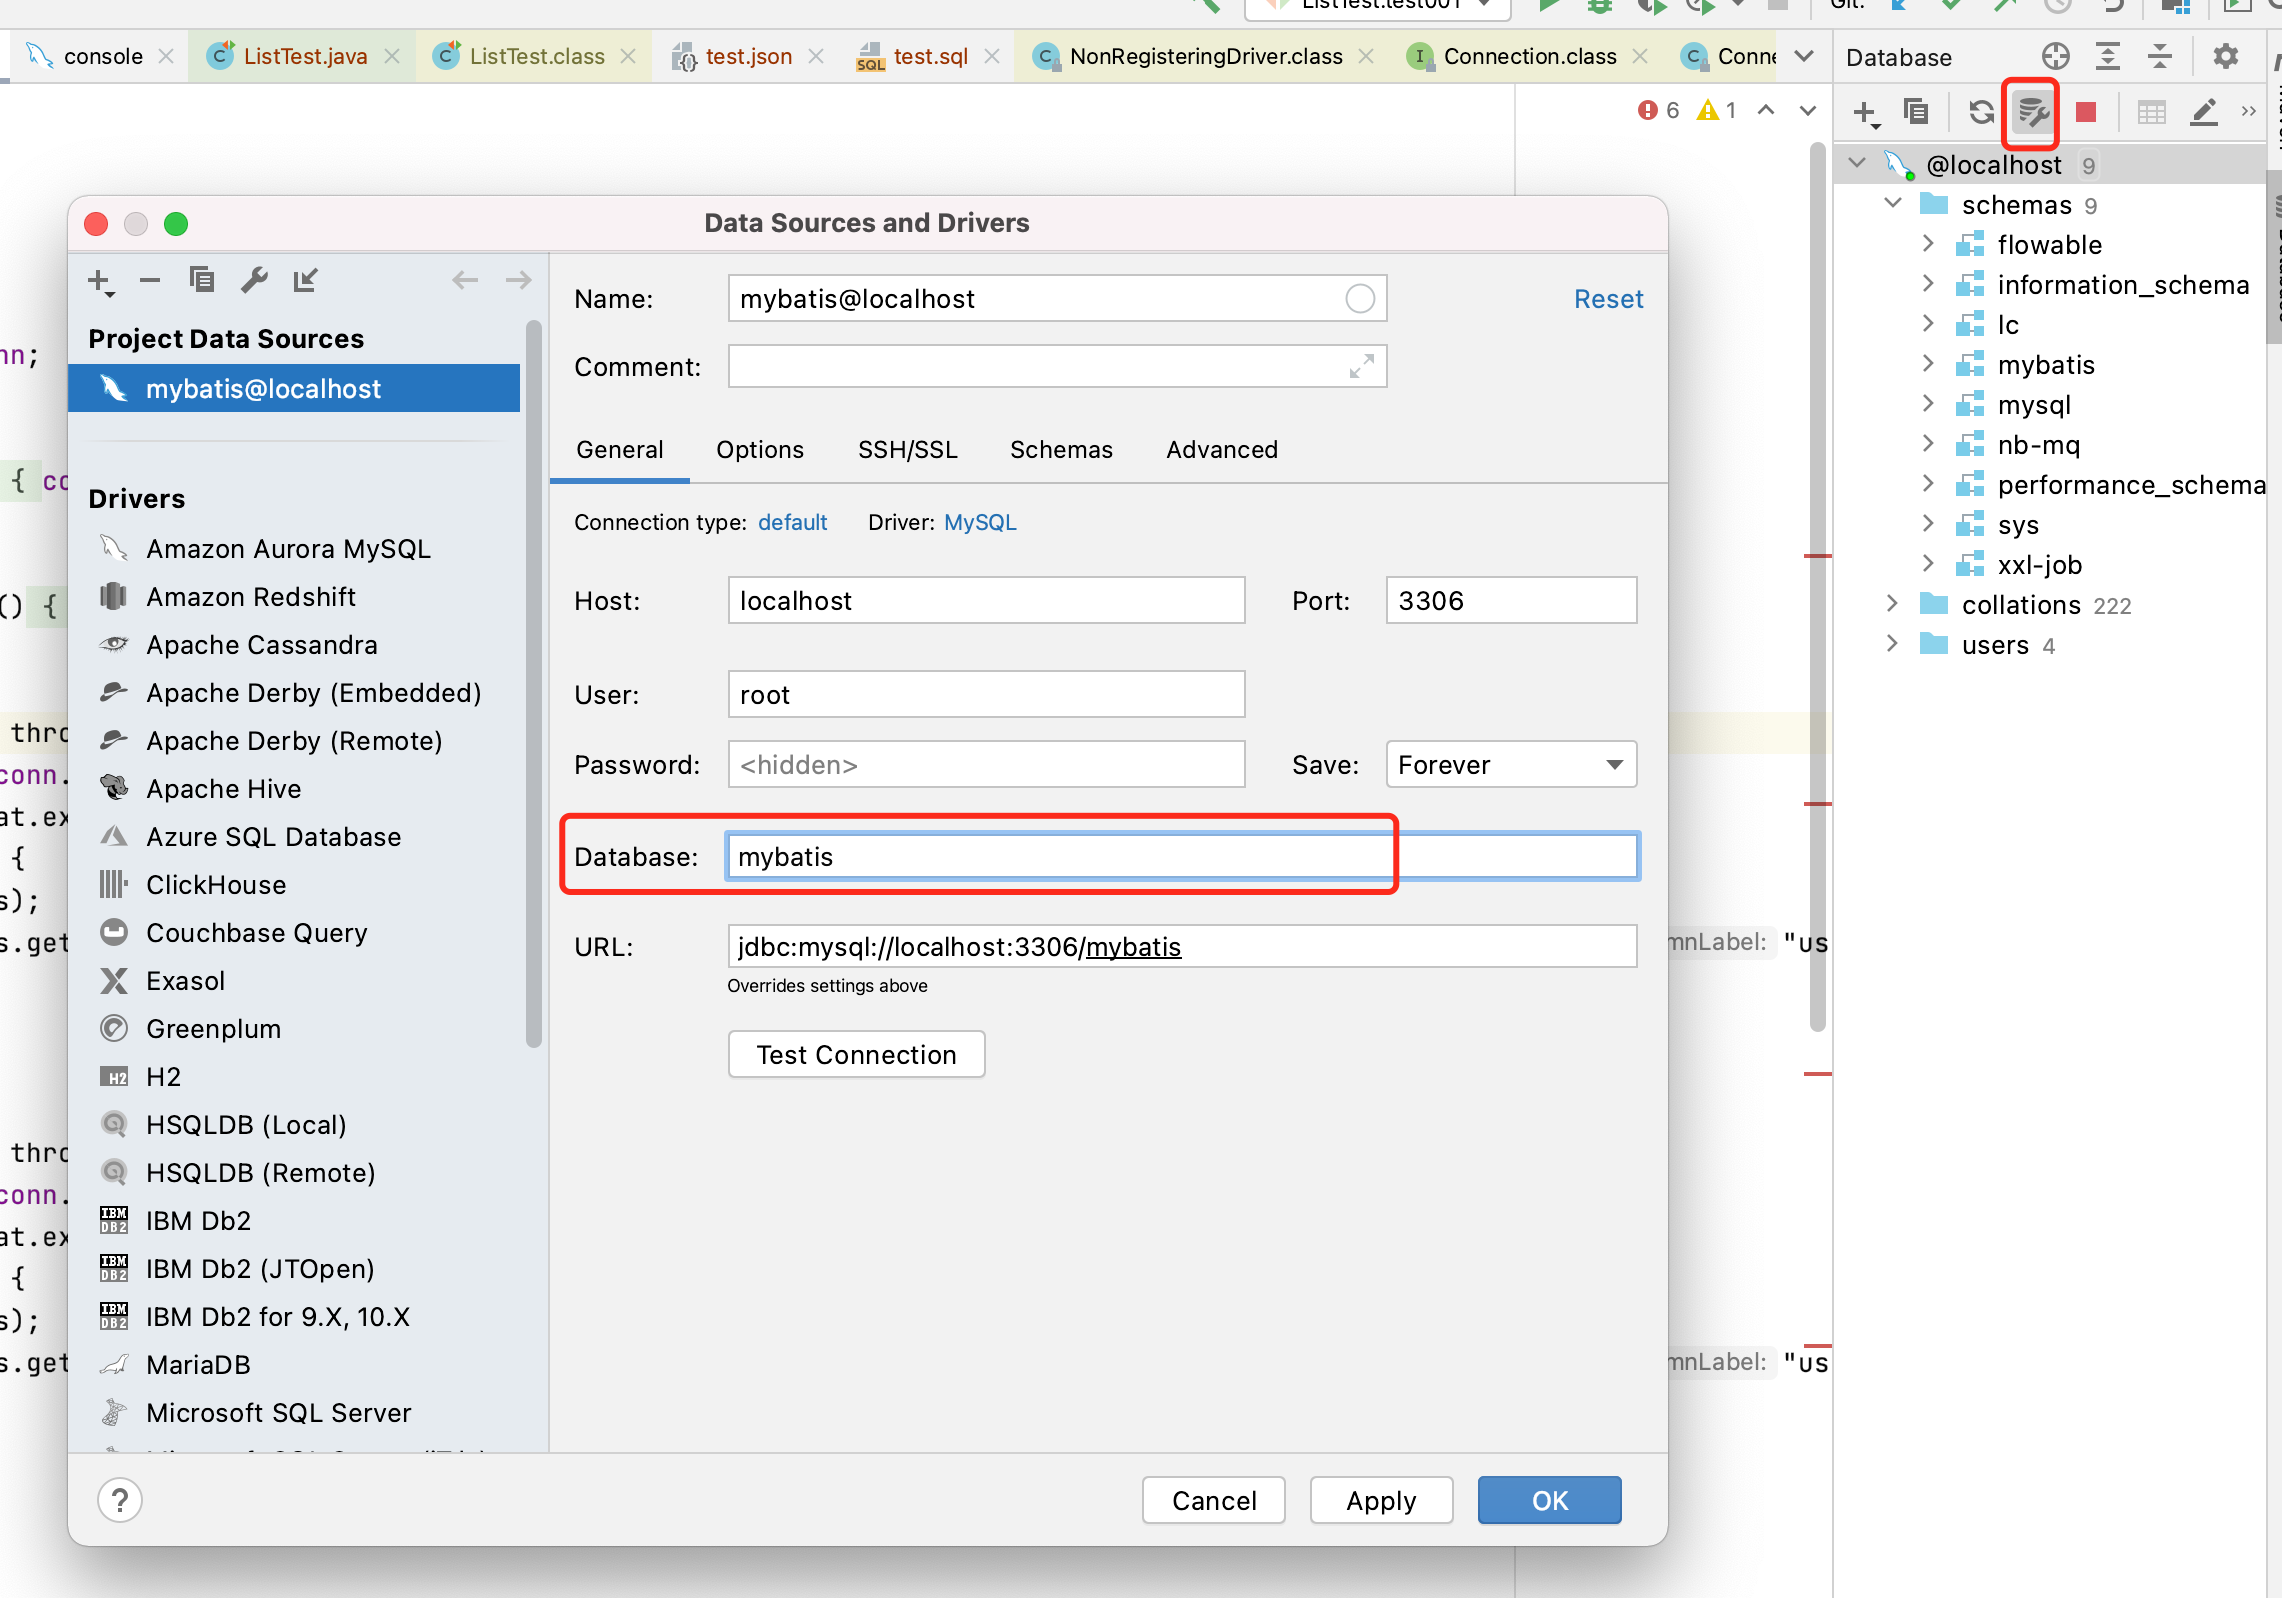 ListTest.test001
Git:
console
ListTest.java
ListTest.class
test.json
test.sql
NonRegisteringDriver.class
Connection.class
Conne
Database
6
1
@localhost 9
schemas 9
flowable
information_schema
lc
mybatis
mysql
nb-mq
performance_schema
sys
xxl-job
collations 222
users 4
Data Sources and Drivers
Project Data Sources
mybatis@localhost
Drivers
Amazon Aurora MySQL
Amazon Redshift
Apache Cassandra
Apache Derby (Embedded)
Apache Derby (Remote)
Apache Hive
Azure SQL Database
ClickHouse
Couchbase Query
Exasol
Greenplum
H2
HSQLDB (Local)
HSQLDB (Remote)
IBM Db2
IBM Db2 (JTOpen)
IBM Db2 for 9.X, 10.X
MariaDB
Microsoft SQL Server
Name: mybatis@localhost
Reset
Comment:
General Options SSH/SSL Schemas Advanced
Connection type: default Driver: MySQL
Host: localhost Port: 3306
User: root
Password: <hidden> Save: Forever
Database: mybatis
URL: jdbc:mysql://localhost:3306/mybatis
Overrides settings above
Test Connection
?
Cancel
Apply
OK
nn;
{ co
() {
thro
conn.
at.ex
{
s);
s.get
mnLabel: "us
thro
conn.
at.ex
{
s);
s.get
mnLabel: "us